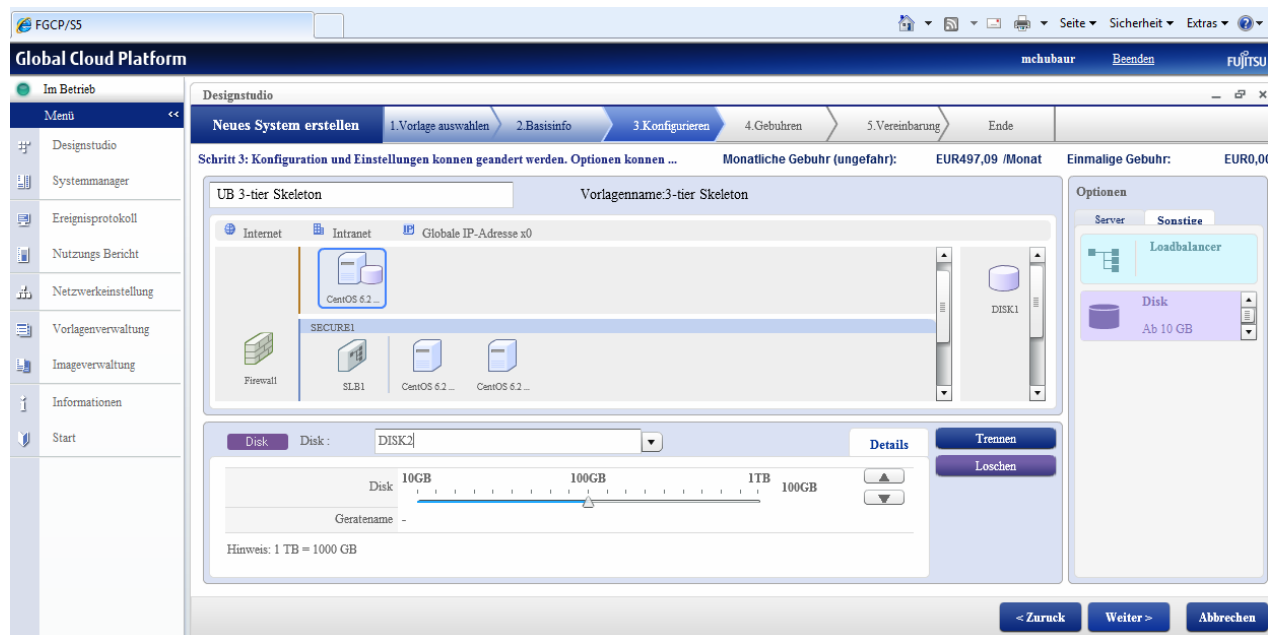 FGCP/S5
Seite Sicherheit Extras
Global Cloud Platform mchubaur Beenden FUJITSU
Im Betrieb
Menü <<
Designstudio
Systemmanager
Ereignisprotokoll
Nutzungs Bericht
Netzwerkeinstellung
Vorlagenverwaltung
Imageverwaltung
Informationen
Start
Designstudio
Neues System erstellen 1.Vorlage auswahlen 2.Basisinfo 3.Konfigurieren 4.Gebuhren 5.Vereinbarung Ende
Schritt 3: Konfiguration und Einstellungen konnen geandert werden. Optionen konnen ... Monatliche Gebuhr (ungefahr): EUR497,09 /Monat Einmalige Gebuhr: EUR0,00
UB 3-tier Skeleton Vorlagenname:3-tier Skeleton
Internet Intranet IP Globale IP-Adresse x0
CentOS 6.2 ...
DISK1
SECURE1
Firewall SLB1 CentOS 6.2 ... CentOS 6.2 ...
Optionen
Server Sonstige
Loadbalancer
Disk
Ab 10 GB
Disk Disk : DISK2 Details
Trennen
Loschen
10GB 100GB 1TB
Disk 100GB
Geratename -
Hinweis: 1 TB = 1000 GB
< Zuruck Weiter > Abbrechen